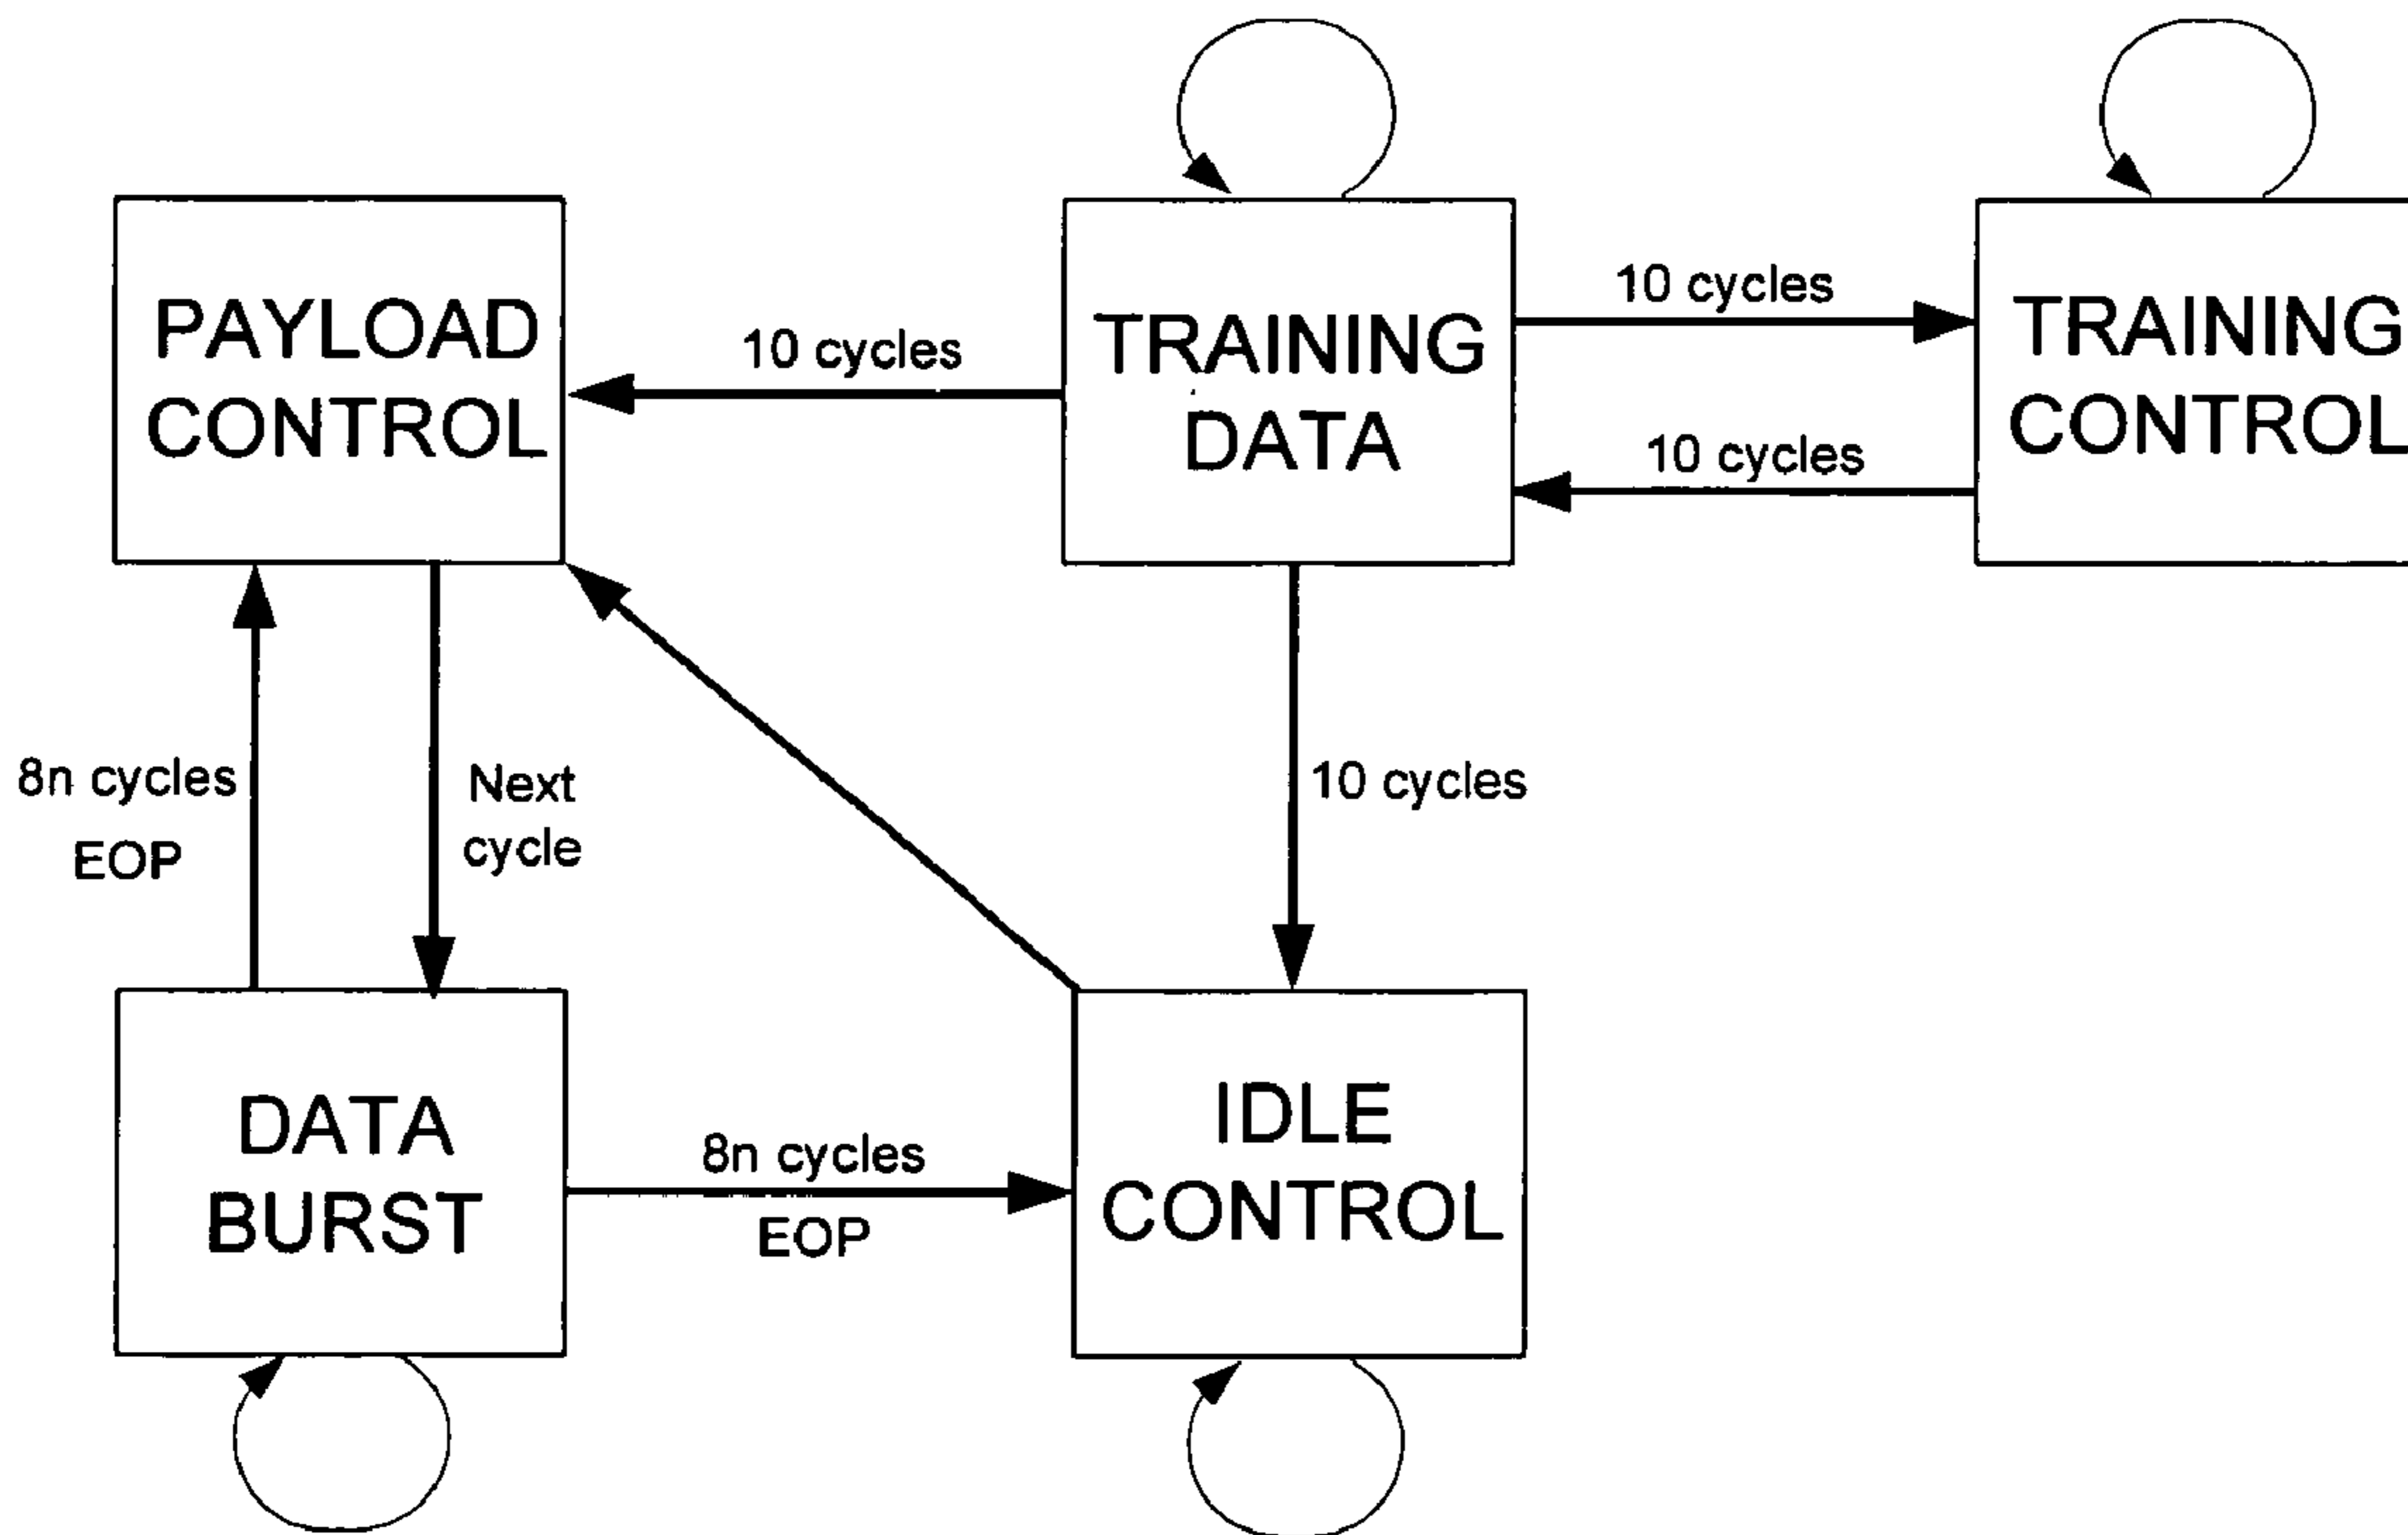 PAYLOAD
CONTROL
10 cycles
TRAINING
DATA
10 cycles
10 cycles
TRAINING
CONTROL
8n cycles
EOP
Next
cycle
10 cycles
DATA
BURST
8n cycles
EOP
IDLE
CONTROL